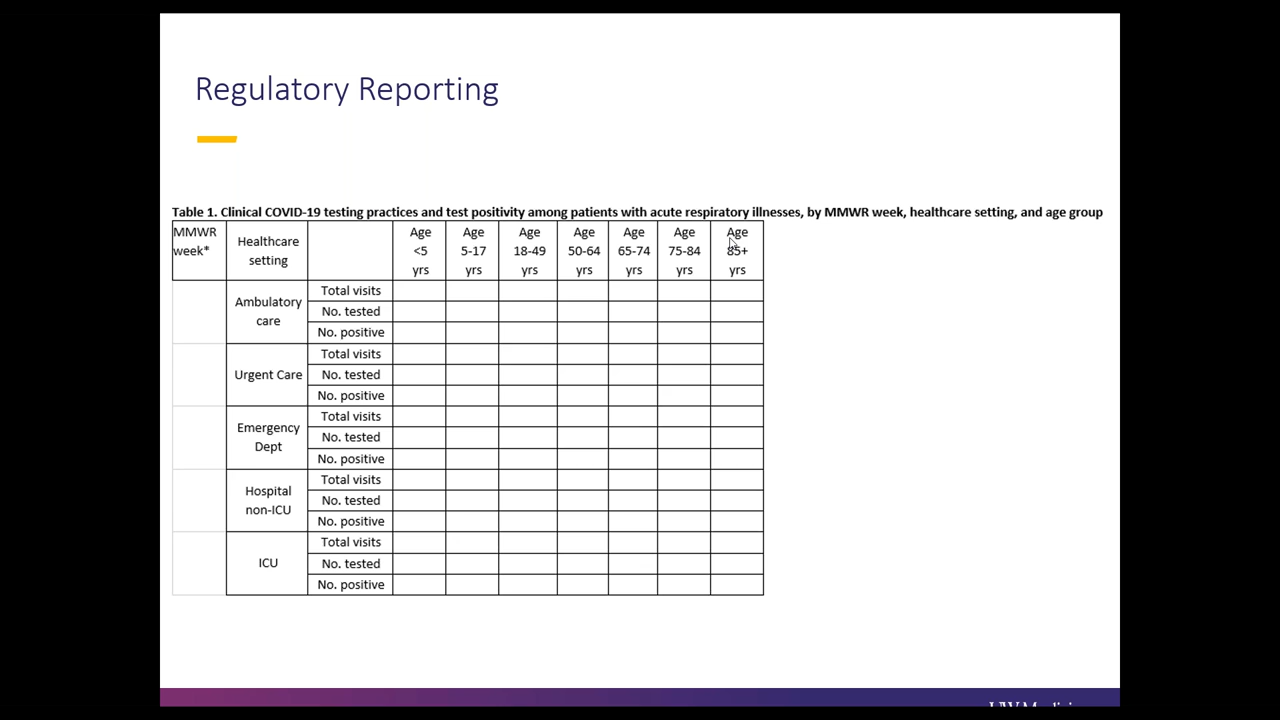 Regulatory Reporting
Table 1. Clinical COVID-19 testing practices and test positivity among patients with acute respiratory illnesses, by MMWR week, healthcare setting, and age group
MMWR week*
Healthcare setting
Age <5 yrs
Age 5-17 yrs
Age 18-49 yrs
Age 50-64 yrs
Age 65-74 yrs
Age 75-84 yrs
Age 85+ yrs
Ambulatory care
Total visits
No. tested
No. positive
Urgent Care
Total visits
No. tested
No. positive
Emergency Dept
Total visits
No. tested
No. positive
Hospital non-ICU
Total visits
No. tested
No. positive
ICU
Total visits
No. tested
No. positive